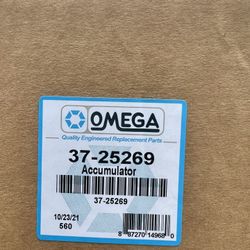 OMEGA
Quality Engineered Replacement Parts
37-25269
Accumulator
37-25269
10/23/21
560
8 87270 14968 0